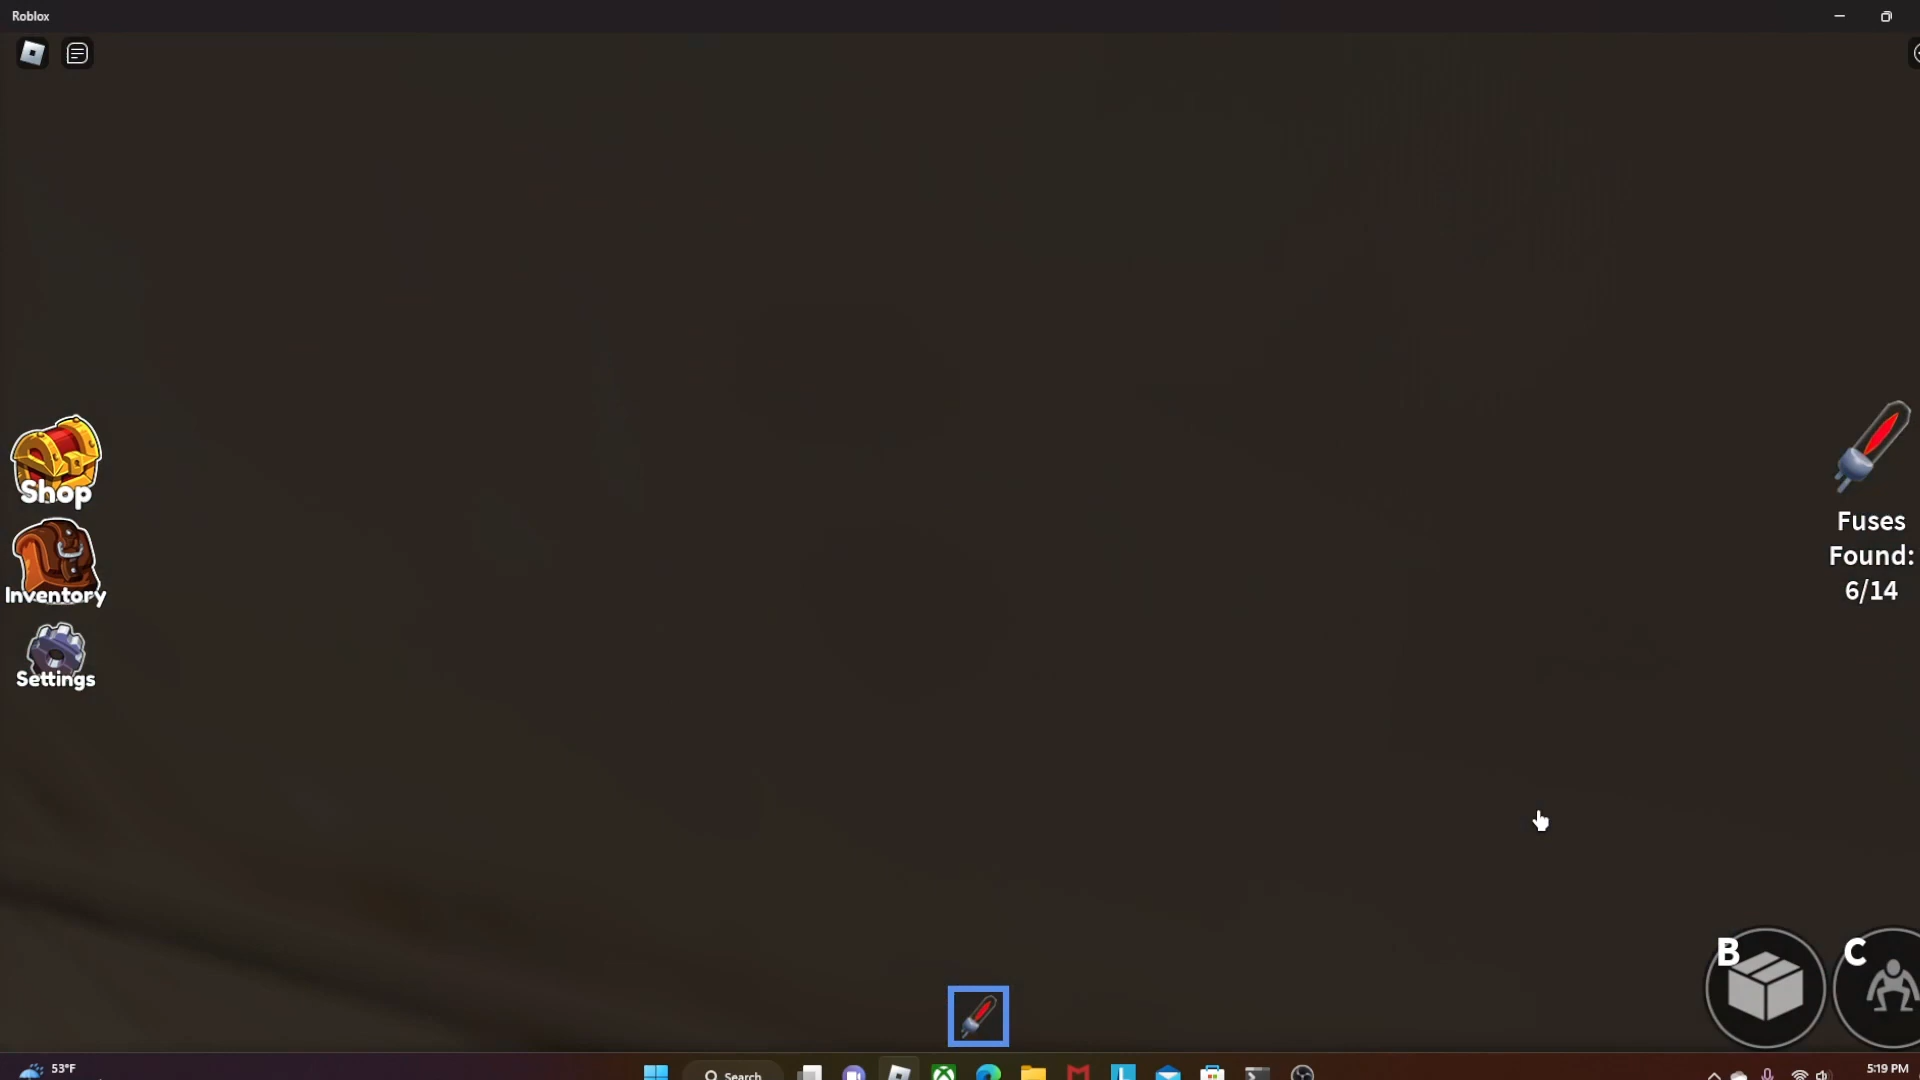 Roblox
Shop
Inventory
Settings
Fuses
Found:
6/14
B
C
53°F
Search
5:19 PM